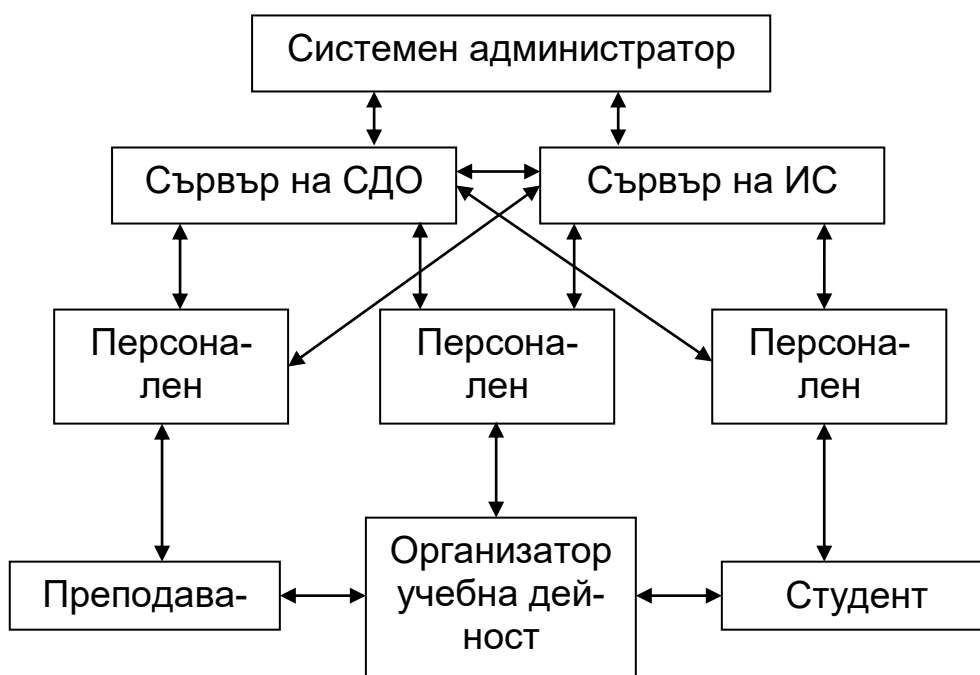 Системен администратор
Сървър на СДО
Сървър на ИС
Персона-
лен
Персона-
лен
Персона-
лен
Преподава-
Организатор
учебна дей-
ност
Студент